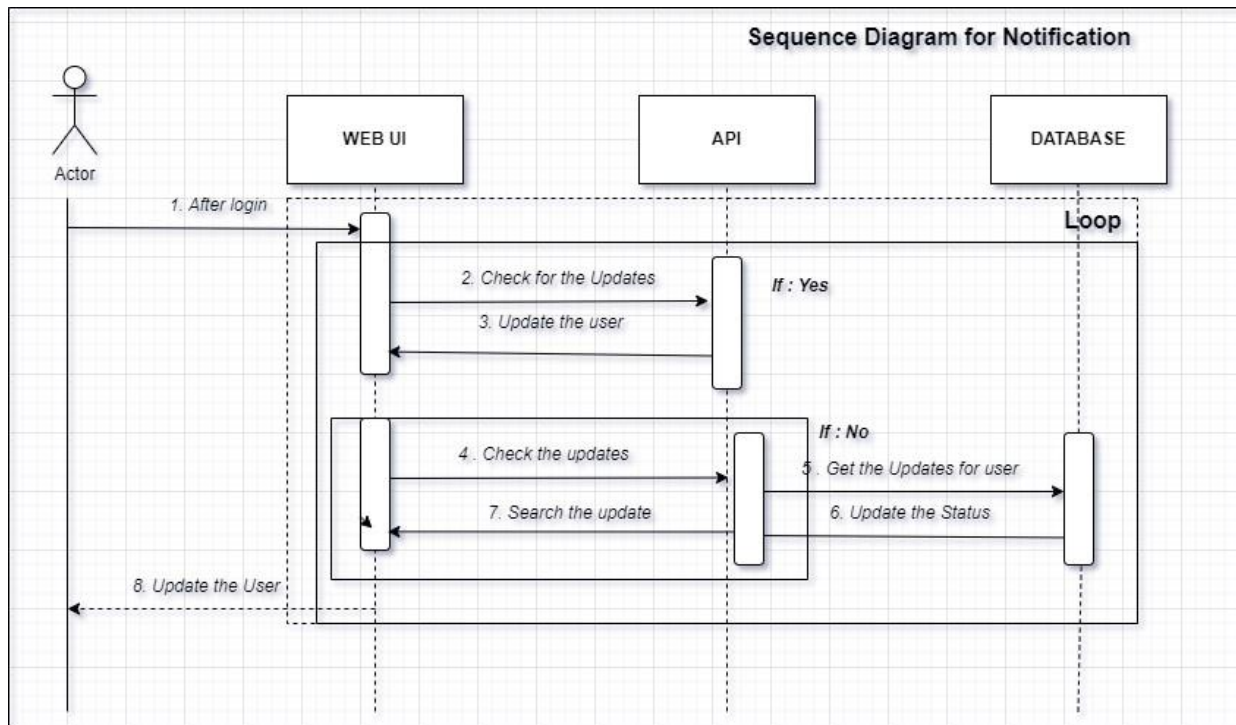 Sequence Diagram for Notification
WEB UI
API
DATABASE
Actor
1. After login
Loop
2. Check for the Updates
If : Yes
3. Update the user
If : No
4 . Check the updates
5 . Get the Updates for user
7. Search the update
6. Update the Status
8. Update the User